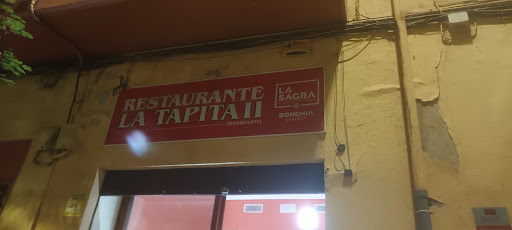 RESTAURANTE
LA TAPITA II
LA
SAGRA
BOHEMIA